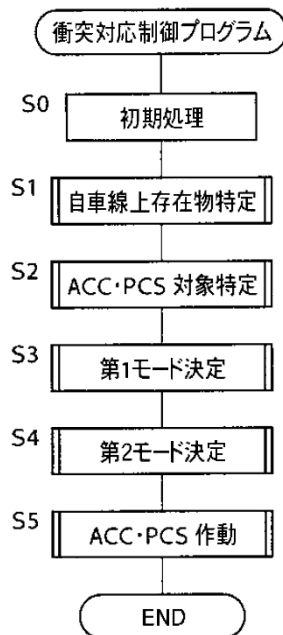 衝突対応制御プログラム
S0
初期処理
S1
自車線上存在物特定
S2
ACC・PCS 対象特定
S3
第1モード決定
S4
第2モード決定
S5
ACC・PCS 作動
END